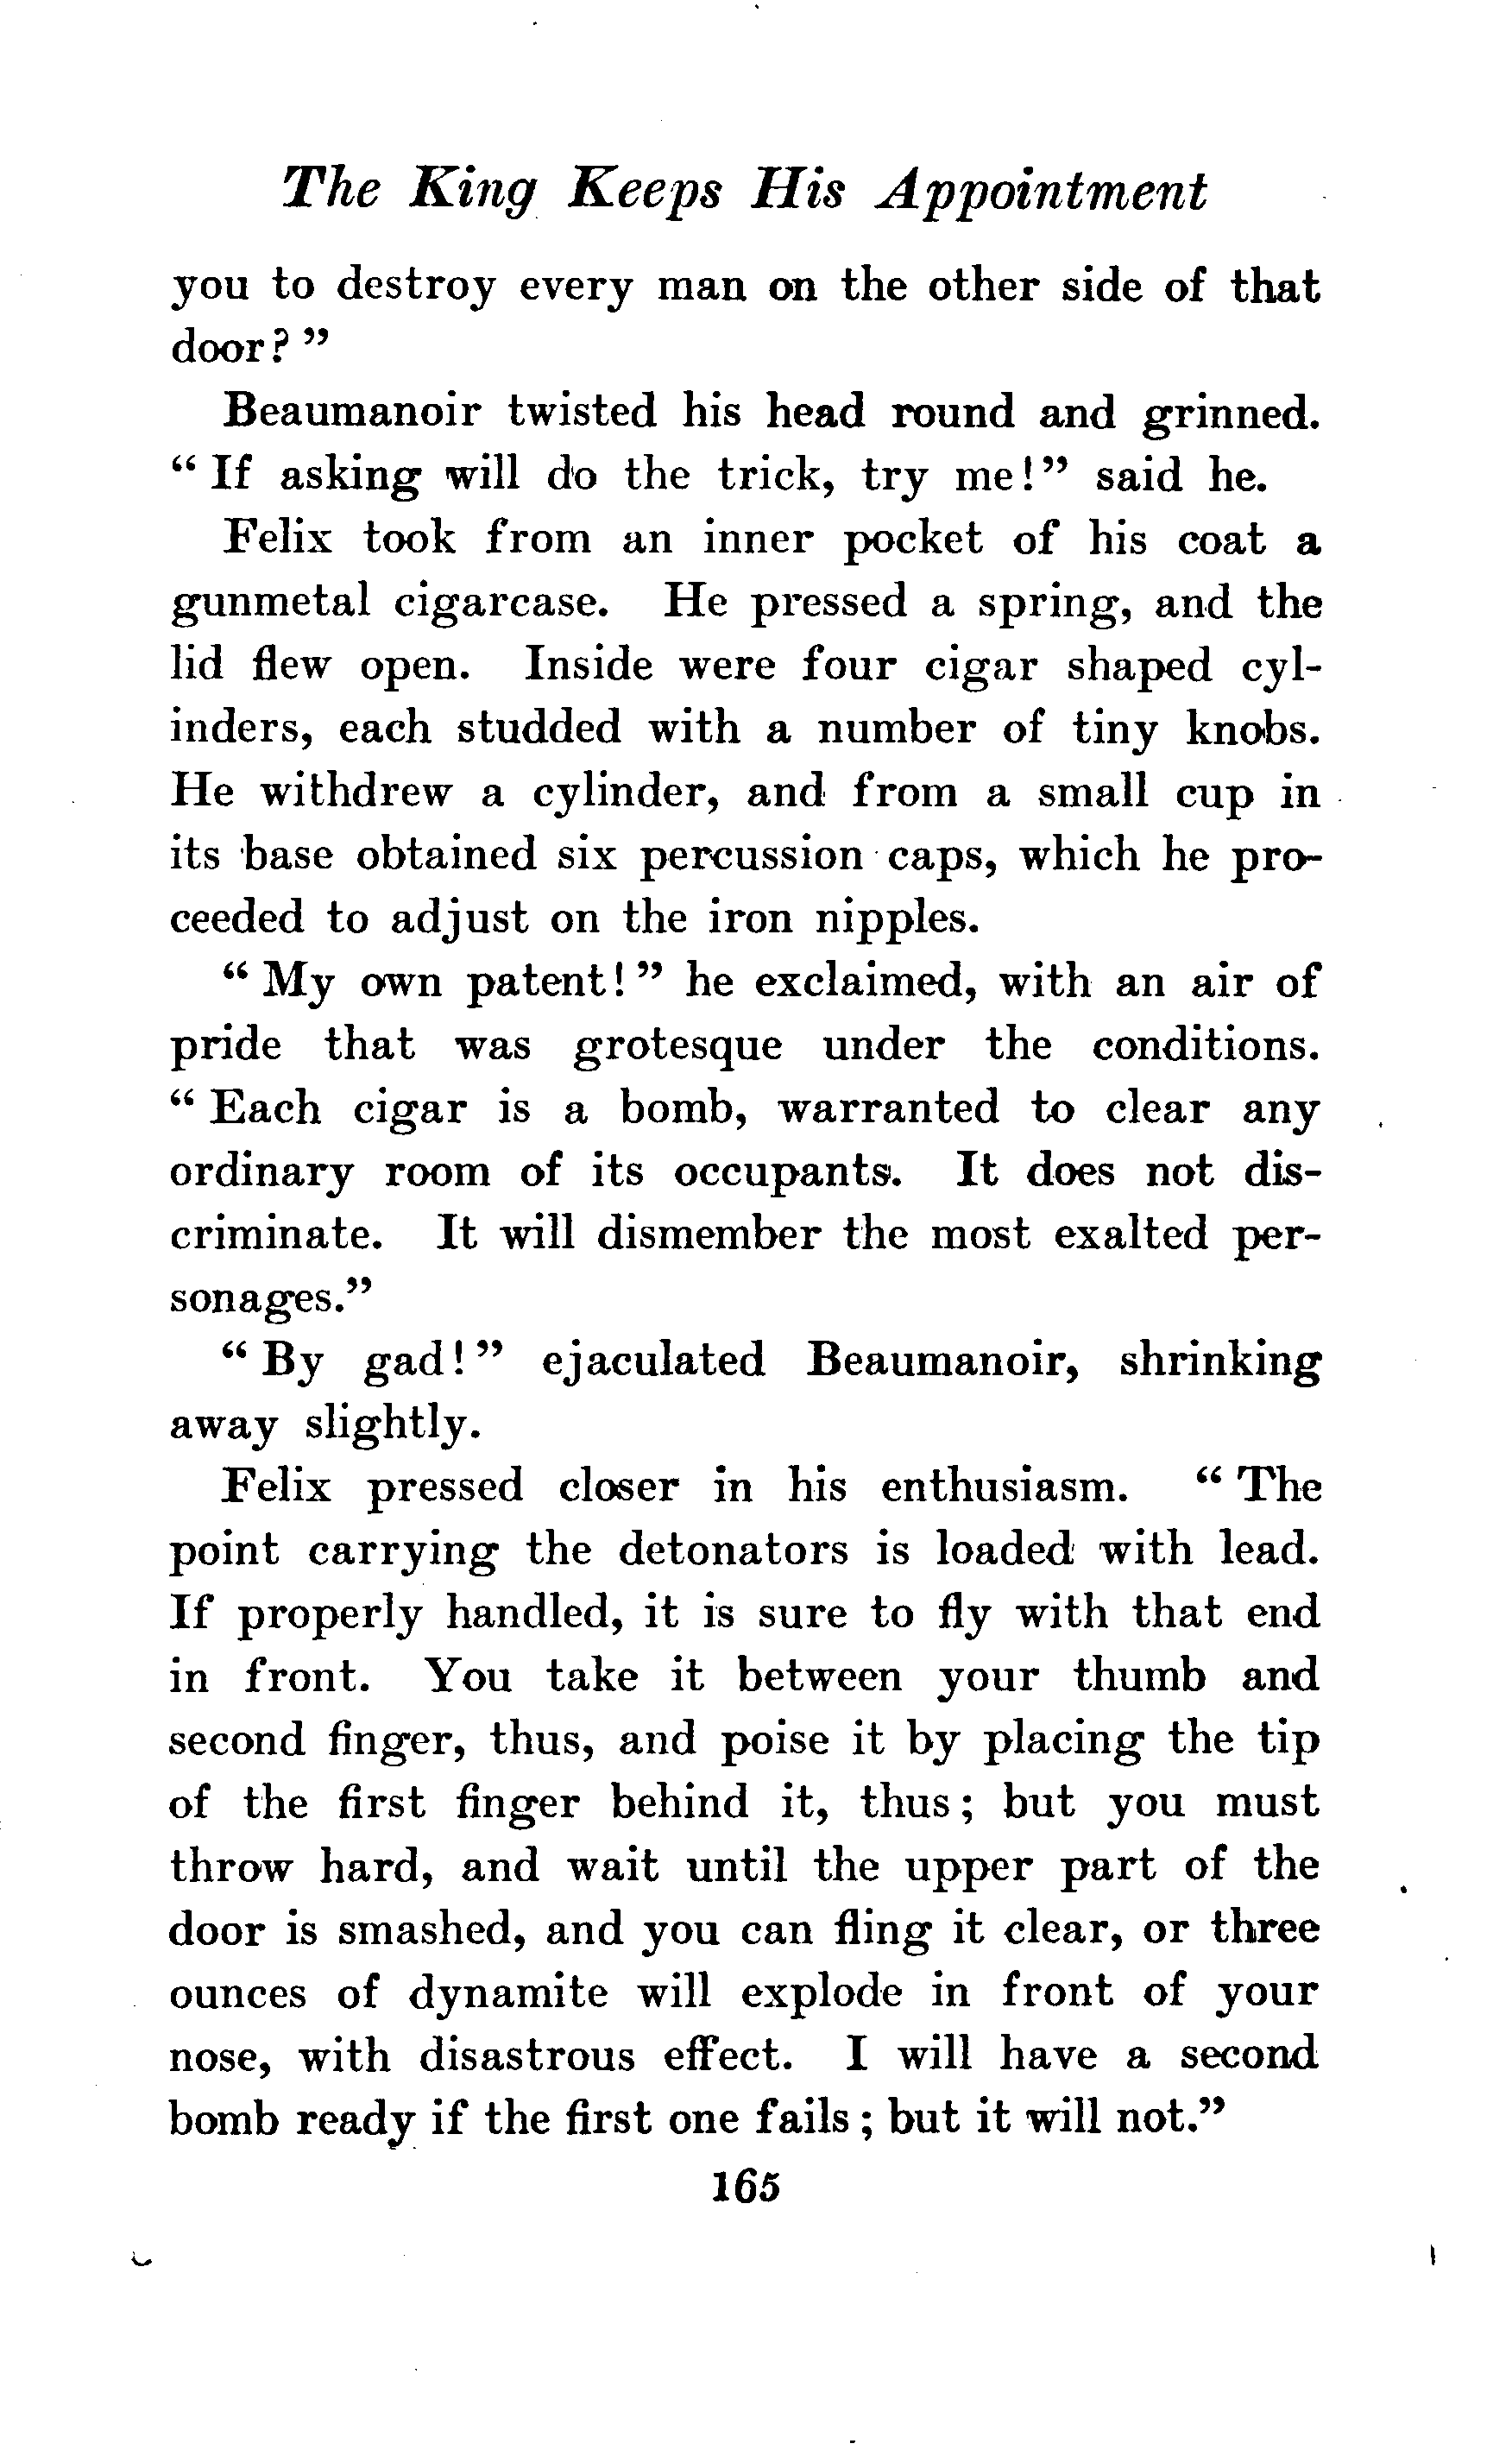 The King Keeps His Appointment
you to destroy every man on the other side of that
door? ”
Beaumanoir twisted his head round and grinned.
“ If asking will do the trick, try me!” said he.
Felix took from an inner pocket of his coat a
gunmetal cigarcase. He pressed a spring, and the
lid flew open. Inside were four cigar shaped cyl-
inders, each studded with a number of tiny knobs.
He withdrew a cylinder, and from a small cup in
its base obtained six percussion caps, which he pro-
ceeded to adjust on the iron nipples.
“ My own patent! ” he exclaimed, with an air of
pride that was grotesque under the conditions.
“ Each cigar is a bomb, warranted to clear any
ordinary room of its occupants. It does not dis-
criminate. It will dismember the most exalted per-
sonages.”
“ By gad! ” ejaculated Beaumanoir, shrinking
away slightly.
Felix pressed closer in his enthusiasm. “ The
point carrying the detonators is loaded with lead.
If properly handled, it is sure to fly with that end
in front. You take it between your thumb and
second finger, thus, and poise it by placing the tip
of the first finger behind it, thus; but you must
throw hard, and wait until the upper part of the
door is smashed, and you can fling it clear, or three
ounces of dynamite will explode in front of your
nose, with disastrous effect. I will have a second
bomb ready if the first one fails; but it will not.”
165